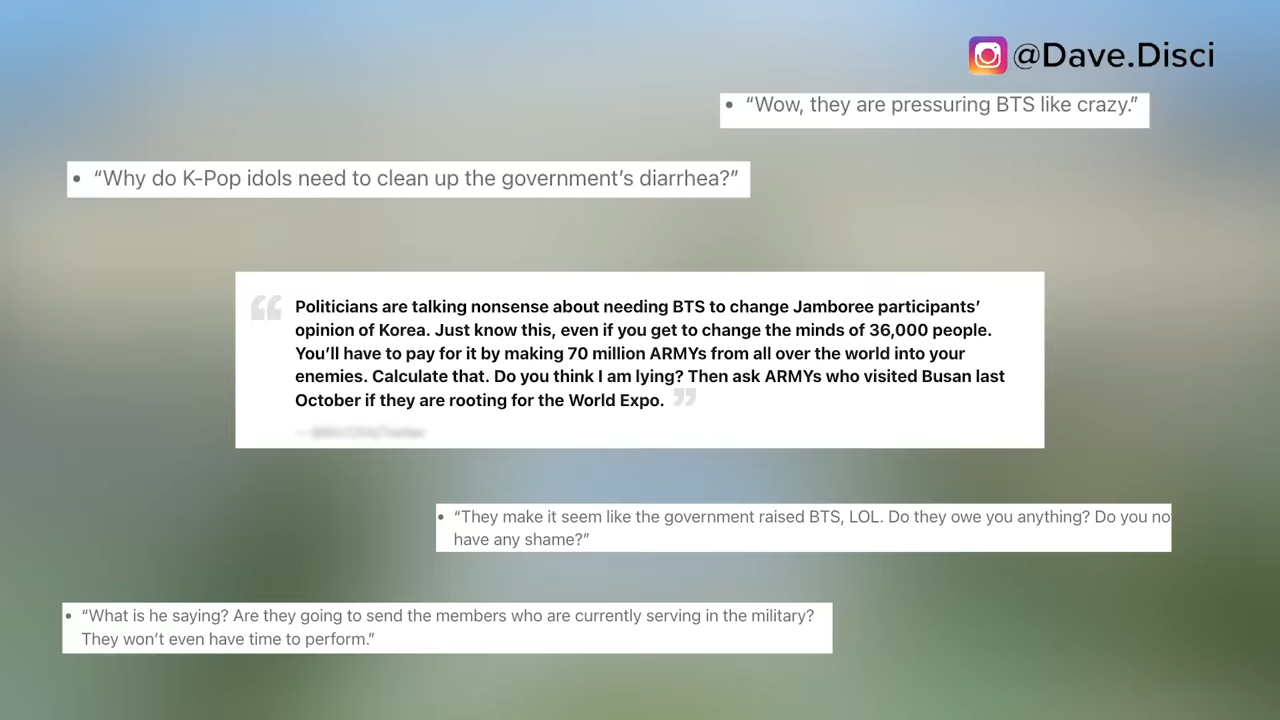 @Dave.Disci
• “Wow, they are pressuring BTS like crazy.”
• “Why do K-Pop idols need to clean up the government’s diarrhea?”
“ Politicians are talking nonsense about needing BTS to change Jamboree participants’
opinion of Korea. Just know this, even if you get to change the minds of 36,000 people.
You’ll have to pay for it by making 70 million ARMYs from all over the world into your
enemies. Calculate that. Do you think I am lying? Then ask ARMYs who visited Busan last
October if they are rooting for the World Expo. ”
• “They make it seem like the government raised BTS, LOL. Do they owe you anything? Do you no
have any shame?”
• “What is he saying? Are they going to send the members who are currently serving in the military?
They won’t even have time to perform.”